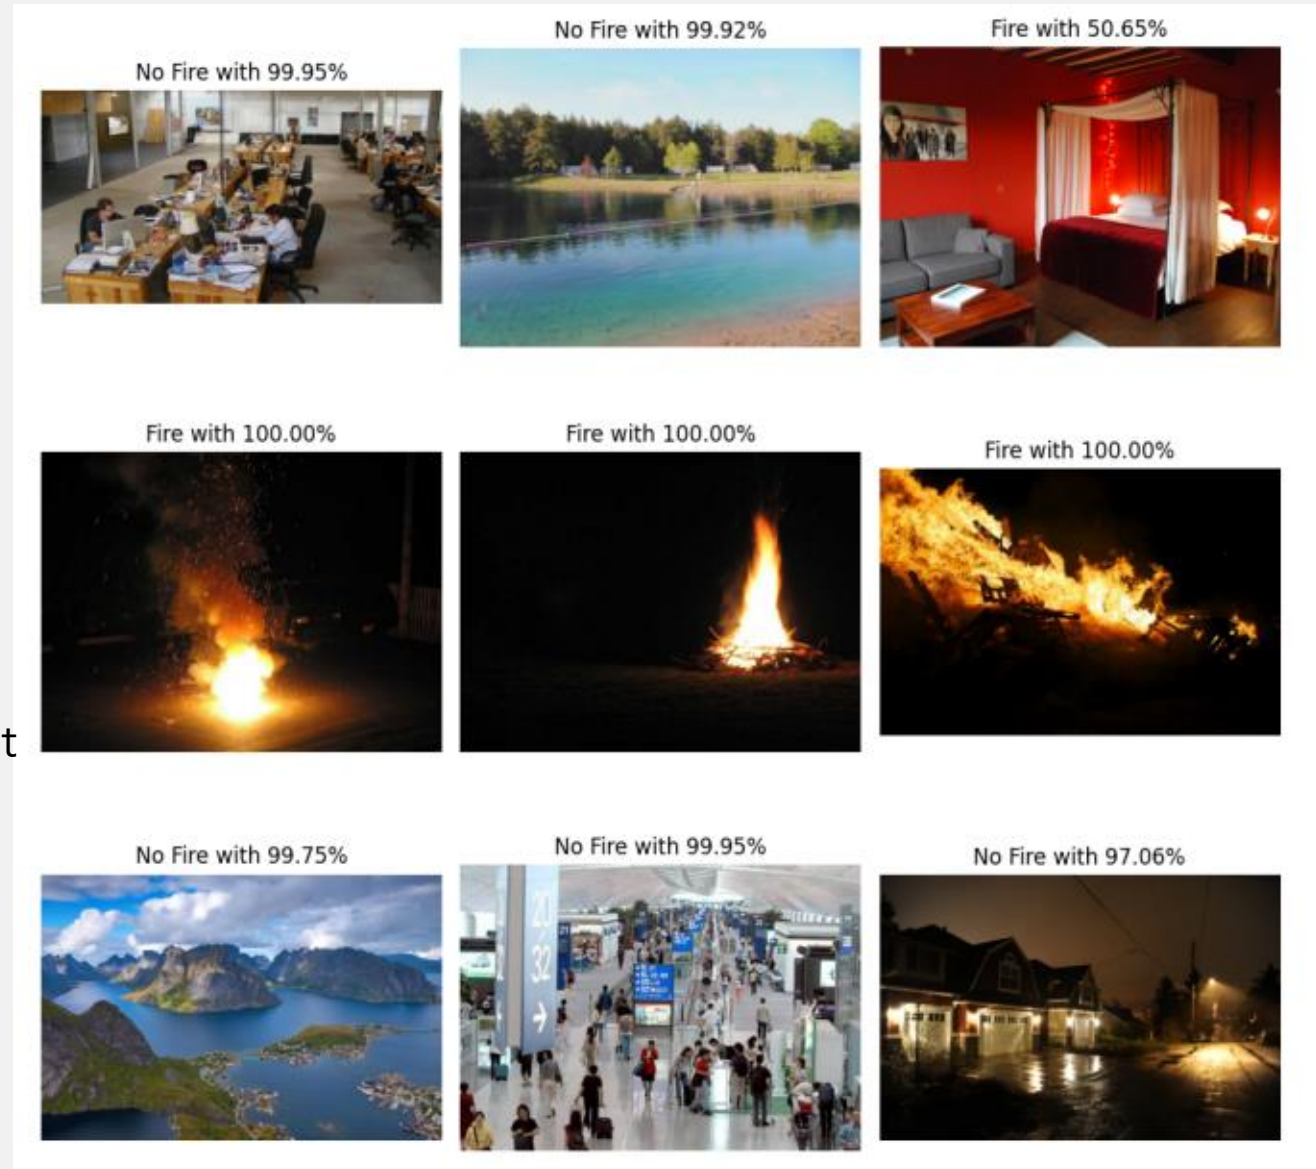 No Fire with 99.95%
No Fire with 99.92%
Fire with 50.65%
Fire with 100.00%
Fire with 100.00%
Fire with 100.00%
t
No Fire with 99.75%
No Fire with 99.95%
No Fire with 97.06%
20
32
→